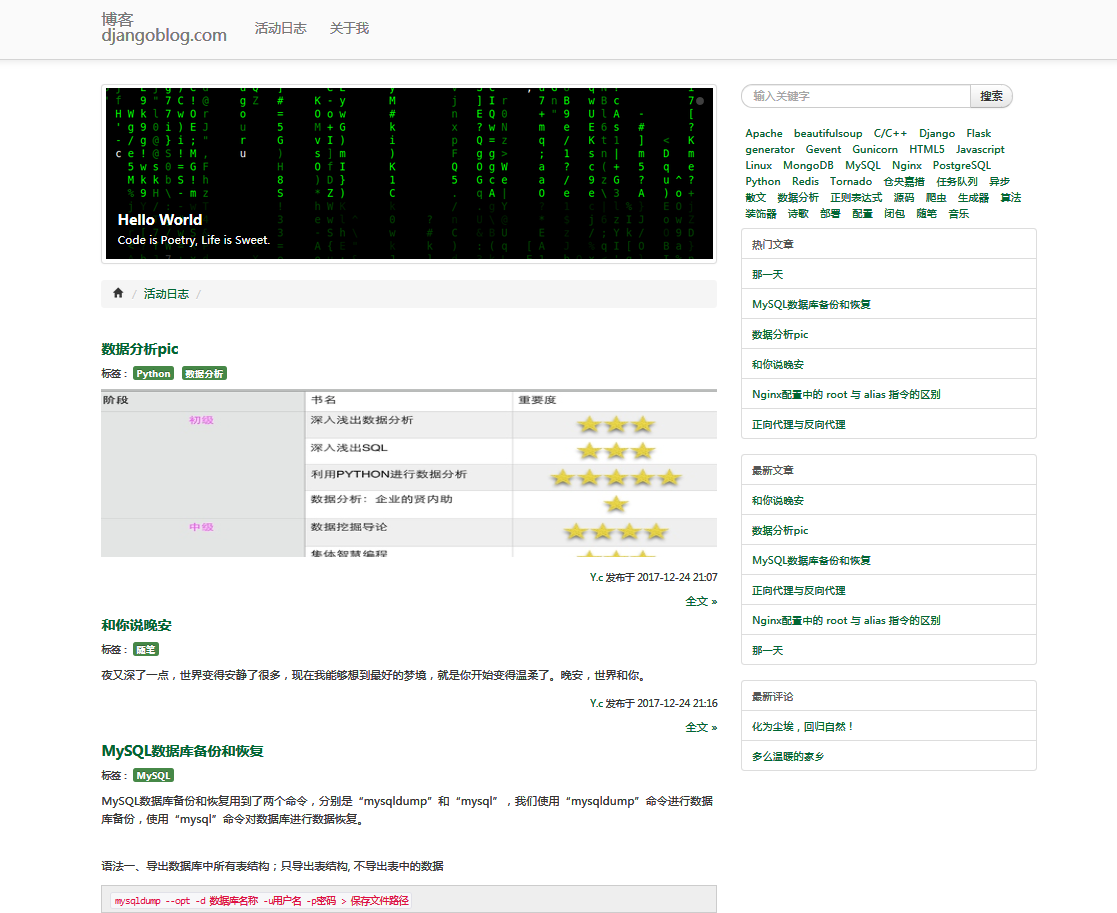 博客
djangoblog.com
活动日志 关于我
Hello World
Code is Poetry, Life is Sweet.
活动日志 /
数据分析pic
标签： Python 数据分析
阶段 书名 重要度
初级 深入浅出数据分析
深入浅出SQL
利用PYTHON进行数据分析
数据分析：企业的贤内助
中级 数据挖掘导论
集体智慧编程
Y.c 发布于 2017-12-24 21:07
全文 »
和你说晚安
标签： 随笔
夜又深了一点，世界变得安静了很多，现在我能够想到最好的梦境，就是你开始变得温柔了。晚安，世界和你。
Y.c 发布于 2017-12-24 21:16
全文 »
MySQL数据库备份和恢复
标签： MySQL
MySQL数据库备份和恢复用到了两个命令，分别是“mysqldump”和“mysql”，我们使用“mysqldump”命令进行数据
库备份，使用“mysql”命令对数据库进行数据恢复。
语法一、导出数据库中所有表结构；只导出表结构, 不导出表中的数据
mysqldump --opt -d 数据库名称 -u用户名 -p密码 > 保存文件路径
输入关键字 搜索
Apache beautifulsoup C/C++ Django Flask
generator Gevent Gunicorn HTML5 Javascript
Linux MongoDB MySQL Nginx PostgreSQL
Python Redis Tornado 仓央嘉措 任务队列 异步
散文 数据分析 正则表达式 源码 爬虫 生成器 算法
装饰器 诗歌 部署 配置 闭包 随笔 音乐
热门文章
那一天
MySQL数据库备份和恢复
数据分析pic
和你说晚安
Nginx配置中的 root 与 alias 指令的区别
正向代理与反向代理
最新文章
和你说晚安
数据分析pic
MySQL数据库备份和恢复
正向代理与反向代理
Nginx配置中的 root 与 alias 指令的区别
那一天
最新评论
化为尘埃，回归自然！
多么温暖的家乡